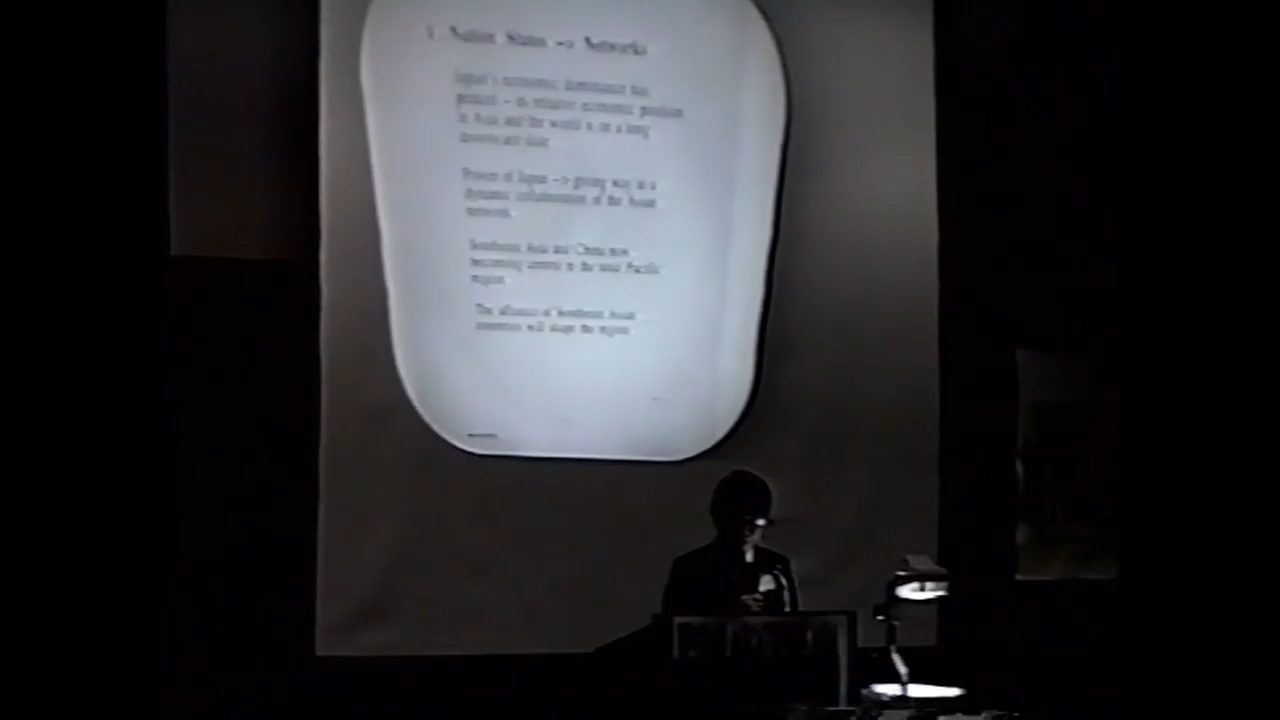 1. Nation States -> Networks
Japan's economic dominance has
peaked - its relative economic position
in Asia and the world is on a long
downward slide
Power of Japan -> giving way to a
dynamic collaboration of the Asian
network
Southeast Asia and China now
becoming central to the total Pacific
region
The alliance of Southeast Asian
countries will shape the region